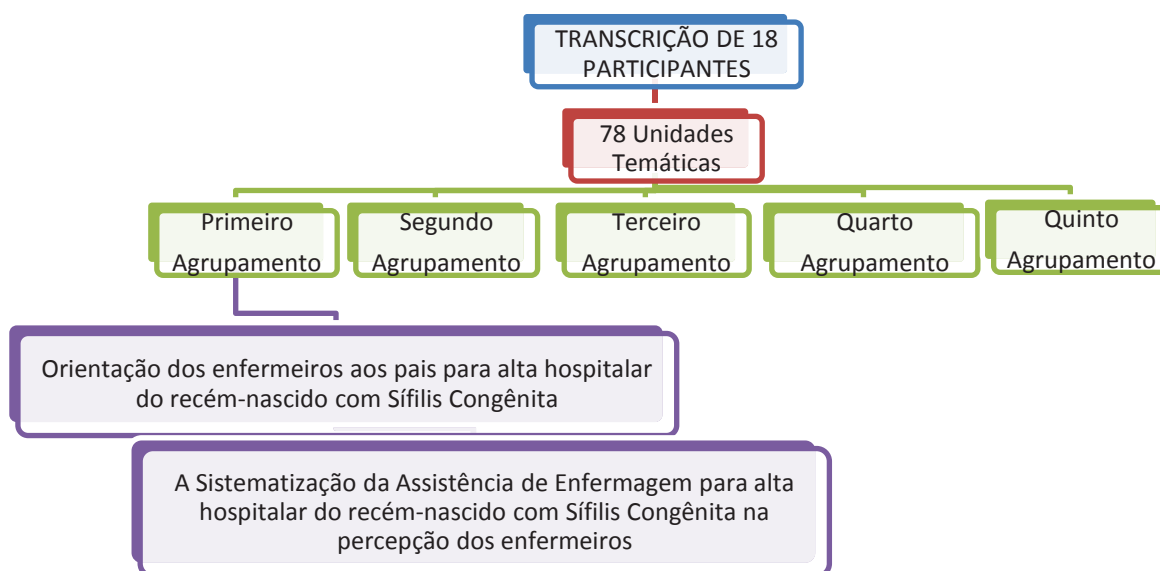 TRANSCRIÇÃO DE 18
PARTICIPANTES
78 Unidades
Temáticas
Primeiro
Agrupamento
Segundo
Agrupamento
Terceiro
Agrupamento
Quarto
Agrupamento
Quinto
Agrupamento
Orientação dos enfermeiros aos pais para alta hospitalar
do recém-nascido com Sífilis Congênita
A Sistematização da Assistência de Enfermagem para alta
hospitalar do recém-nascido com Sífilis Congênita na
percepção dos enfermeiros